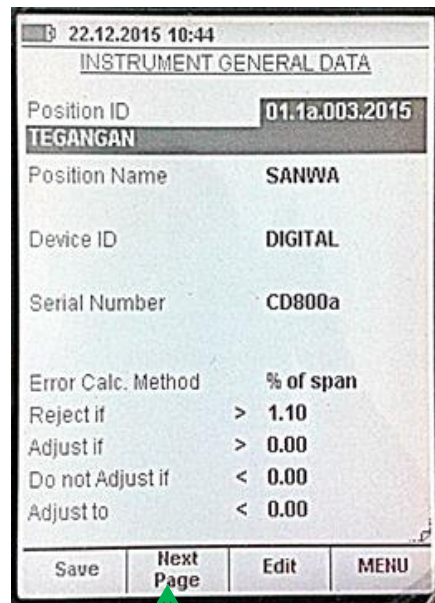 22.12.2015 10:44
INSTRUMENT GENERAL DATA
Position ID 01.1a.003.2015
TEGANGAN
Position Name SANWA
Device ID DIGITAL
Serial Number CD800a
Error Calc. Method % of span
Reject if > 1.10
Adjust if > 0.00
Do not Adjust if < 0.00
Adjust to < 0.00
Save Next Page Edit MENU